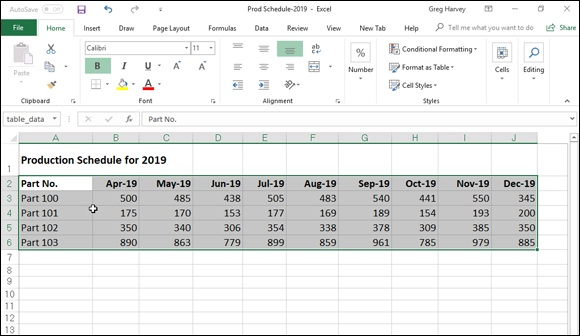 AutoSave
Prod Schedule-2019 - Excel
Greg Harvey
File Home Insert Draw Page Layout Formulas Data Review View New Tab Help Tell me what you want to do Share
Paste
Calibri 11
B I U A A
ab
%
Number
Conditional Formatting
Format as Table
Cell Styles
Cells
Editing
Clipboard Font Alignment Styles
table_data fx Part No.
A B C D E F G H I J
1 Production Schedule for 2019
2 Part No. Apr-19 May-19 Jun-19 Jul-19 Aug-19 Sep-19 Oct-19 Nov-19 Dec-19
3 Part 100 500 485 438 505 483 540 441 550 345
4 Part 101 175 170 153 177 169 189 154 193 200
5 Part 102 350 340 306 354 338 378 309 385 350
6 Part 103 890 863 779 899 859 961 785 979 885
7
8
9
10
11
12
13